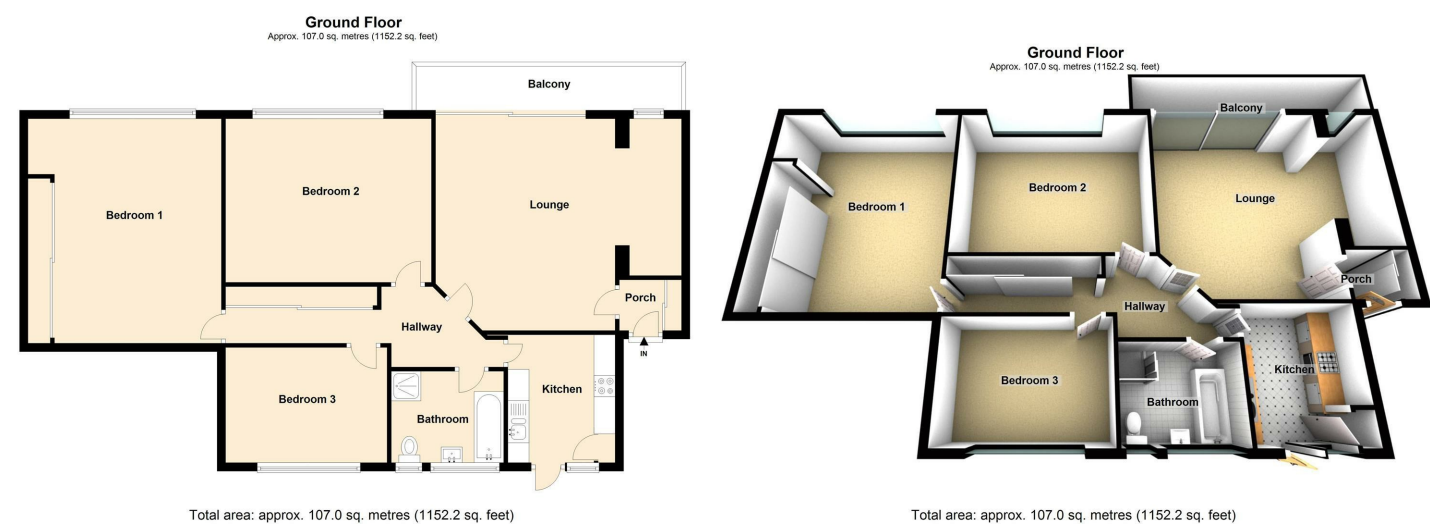 Ground Floor
Approx. 107.0 sq. metres (1152.2 sq. feet)
Balcony
Bedroom 1
Bedroom 2
Lounge
Porch
Hallway
IN
Bedroom 3
Bathroom
Kitchen
Total area: approx. 107.0 sq. metres (1152.2 sq. feet)
Ground Floor
Approx. 107.0 sq. metres (1152.2 sq. feet)
Balcony
Bedroom 1
Bedroom 2
Lounge
Porch
Hallway
Bedroom 3
Bathroom
Kitchen
Total area: approx. 107.0 sq. metres (1152.2 sq. feet)